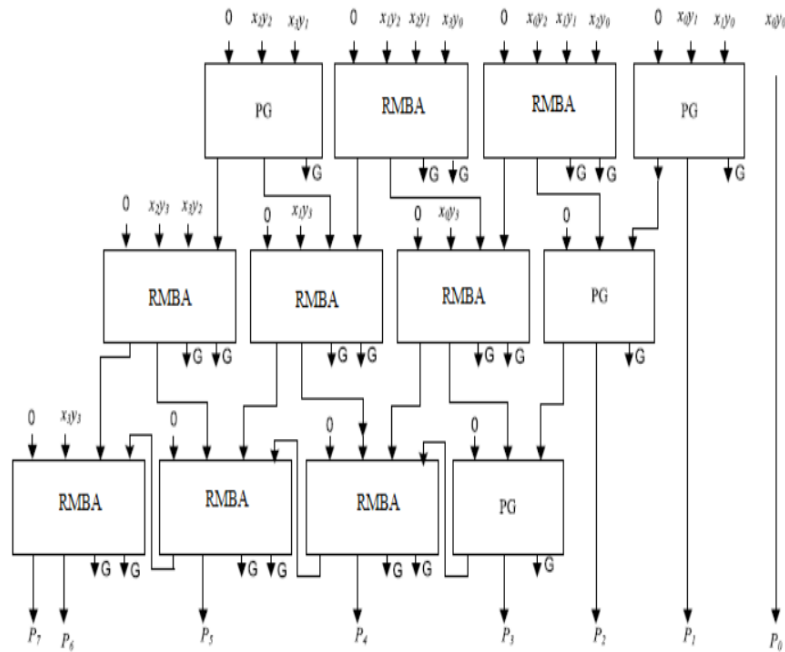 0 x₂y₂ x₃y₁ 0 x₁y₂ x₂y₁ x₃y₀ 0 x₀y₂ x₁y₁ x₂y₀ 0 x₀y₁ x₁y₀ x₀y₀
PG RMBA RMBA PG
G G G G G G
0 x₂y₃ x₃y₂ 0 x₁y₃ 0 x₀y₃ 0
RMBA RMBA RMBA PG
G G G G G G G
0 x₃y₃ 0 0 0
RMBA RMBA RMBA PG
G G G G G G G
P₇ P₆ P₅ P₄ P₃ P₂ P₁ P₀